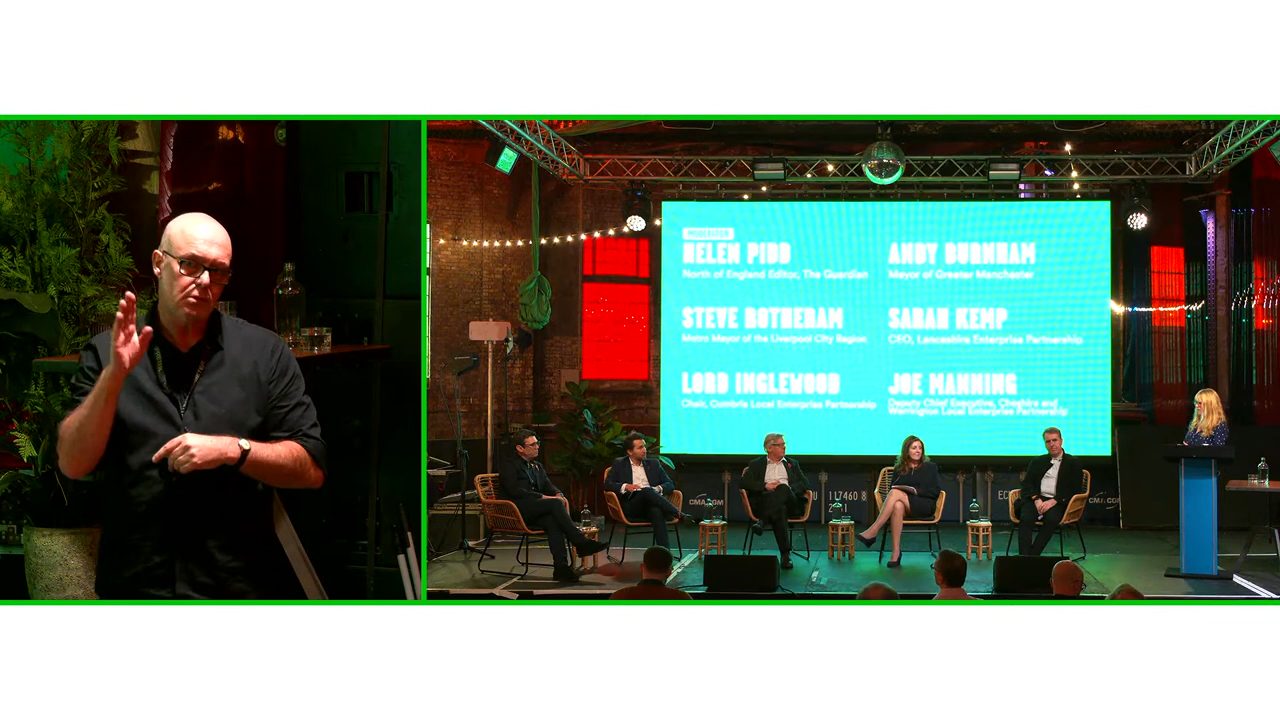 MODERATOR
HELEN PIDD
North of England Editor, The Guardian
ANDY BURNHAM
Mayor of Greater Manchester
STEVE ROTHERAM
Metro Mayor of the Liverpool City Region
SARAH KEMP
CEO, Lancashire Enterprise Partnership
LORD INGLEWOOD
Chair, Cumbria Local Enterprise Partnership
JOE MANNING
Deputy Chief Executive, Cheshire and
Warrington Local Enterprise Partnership
CMACGM